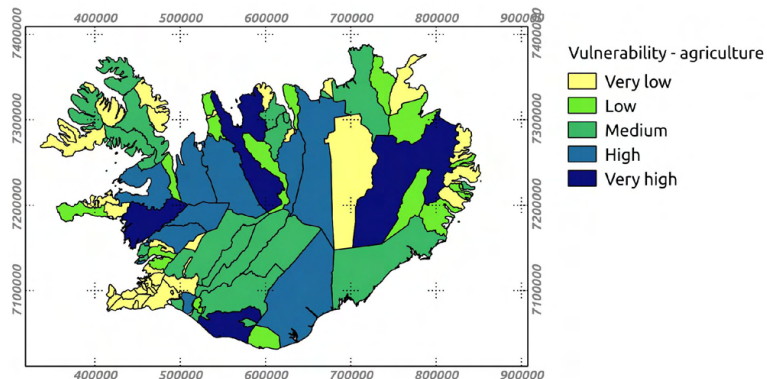 400000 500000 600000 700000 800000 900000
7400000 7400000
Vulnerability - agriculture
Very low
Low
7300000 7300000
Medium
High
Very high
7200000 7200000
7100000 7100000
400000 500000 600000 700000 800000 900000